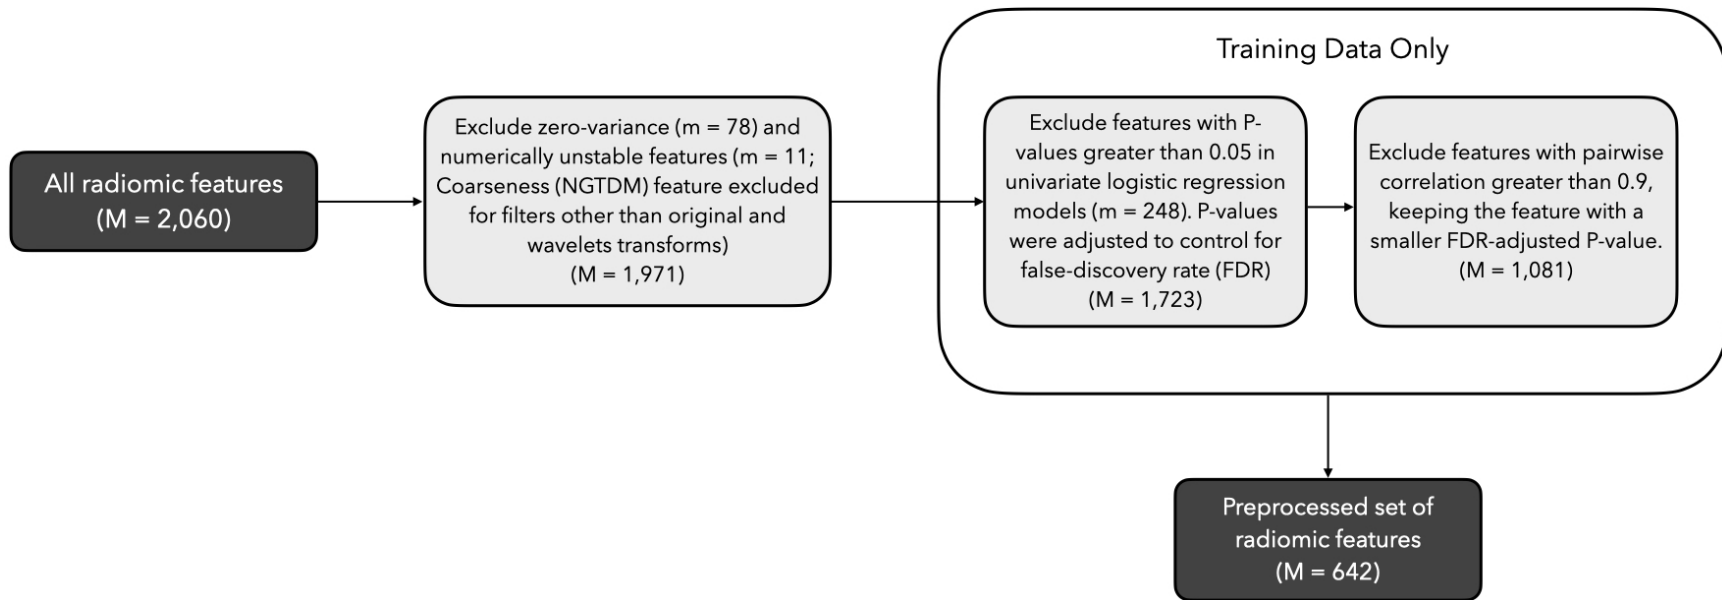 All radiomic features
(M = 2,060)
Exclude zero-variance (m = 78) and
numerically unstable features (m = 11;
Coarseness (NGTDM) feature excluded
for filters other than original and
wavelets transforms)
(M = 1,971)
Training Data Only
Exclude features with P-
values greater than 0.05 in
univariate logistic regression
models (m = 248). P-values
were adjusted to control for
false-discovery rate (FDR)
(M = 1,723)
Exclude features with pairwise
correlation greater than 0.9,
keeping the feature with a
smaller FDR-adjusted P-value.
(M = 1,081)
Preprocessed set of
radiomic features
(M = 642)